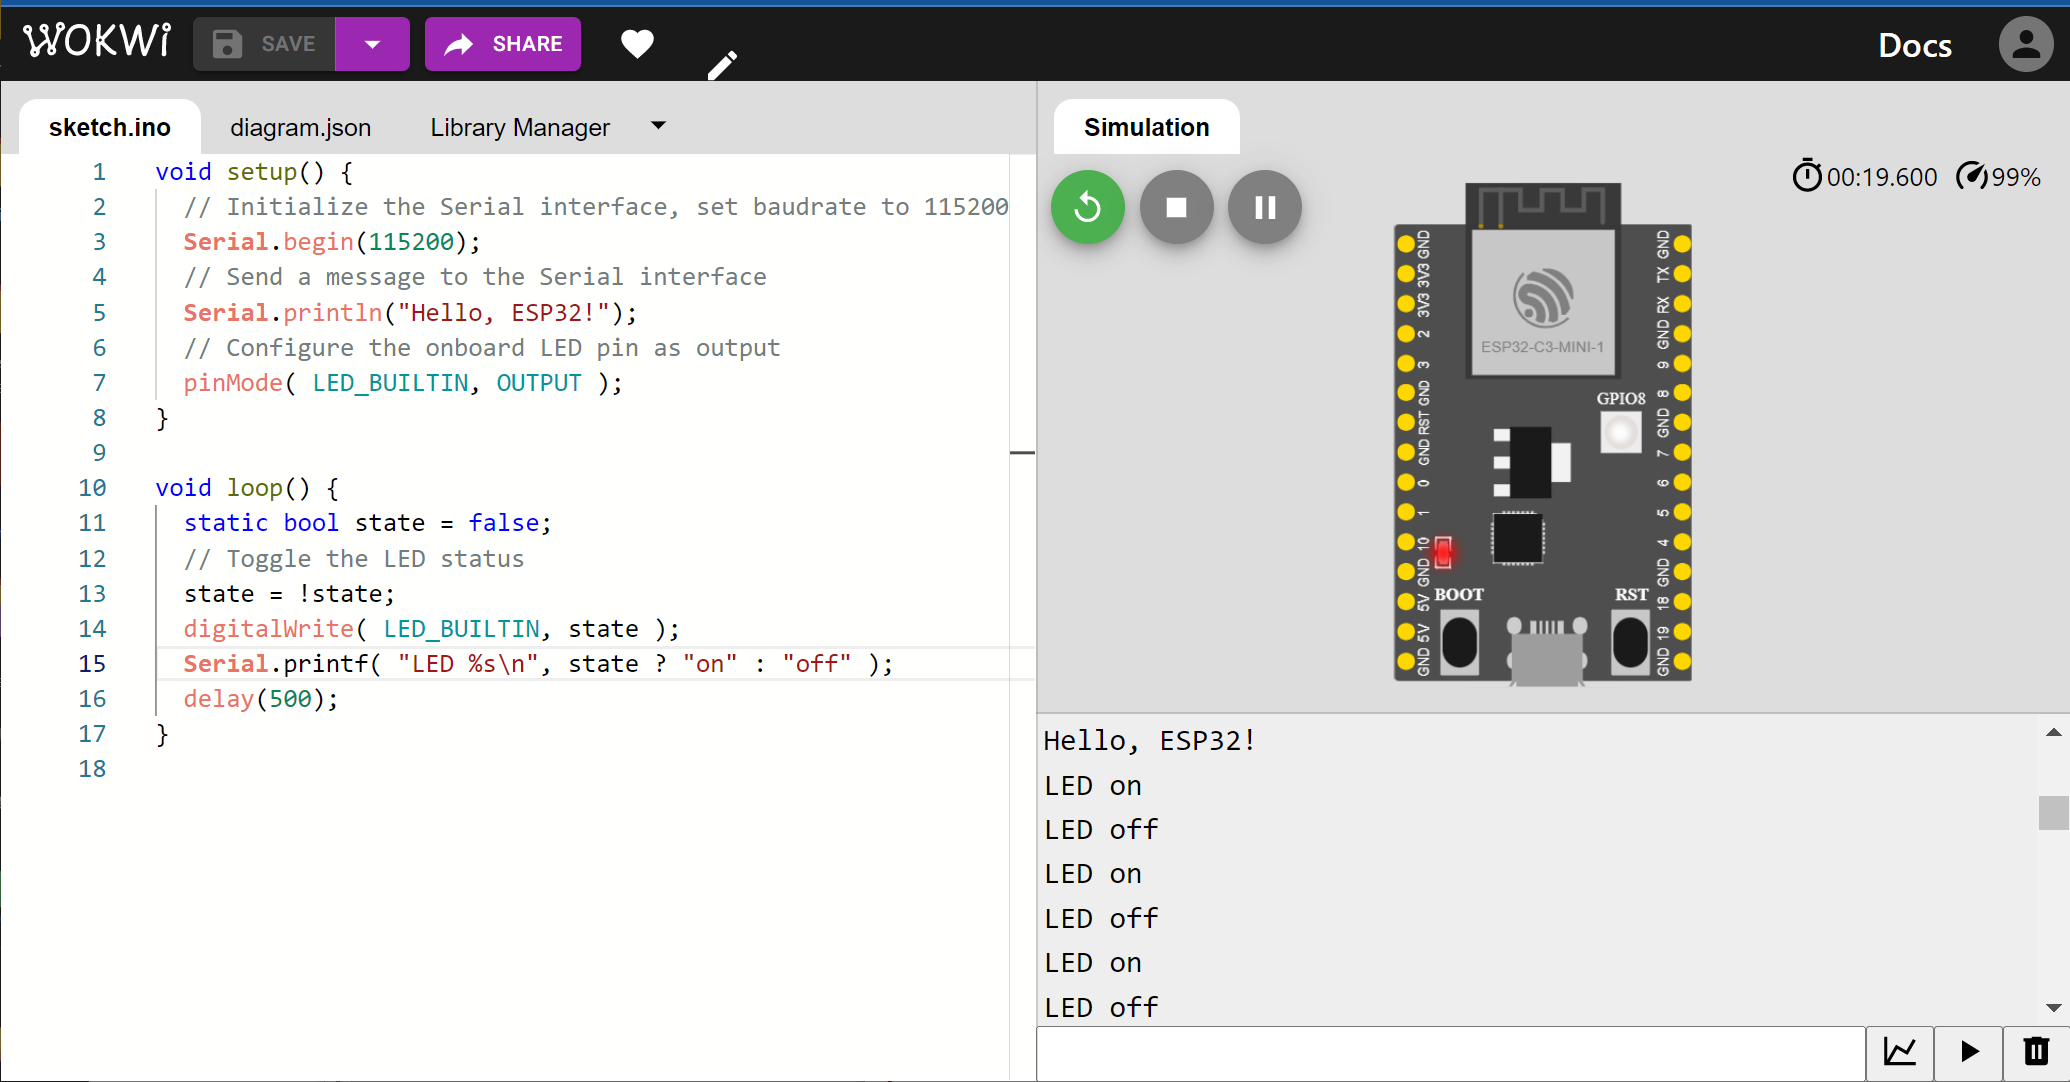 WOKWi
SAVE
SHARE
Docs
sketch.ino
diagram.json
Library Manager
1 void setup() {
2 // Initialize the Serial interface, set baudrate to 115200
3 Serial.begin(115200);
4 // Send a message to the Serial interface
5 Serial.println("Hello, ESP32!");
6 // Configure the onboard LED pin as output
7 pinMode( LED_BUILTIN, OUTPUT );
8 }
9
10 void loop() {
11 static bool state = false;
12 // Toggle the LED status
13 state = !state;
14 digitalWrite( LED_BUILTIN, state );
15 Serial.printf( "LED %s\n", state ? "on" : "off" );
16 delay(500);
17 }
18
Simulation
00:19.600
99%
GND
3V3
3V3
2
3
GND
RST
GND
0
1
10
GND
5V
5V
GND
ESP32-C3-MINI-1
GPIO8
BOOT
RST
GND
TX
RX
GND
9
8
GND
7
6
5
4
GND
18
19
GND
Hello, ESP32!
LED on
LED off
LED on
LED off
LED on
LED off